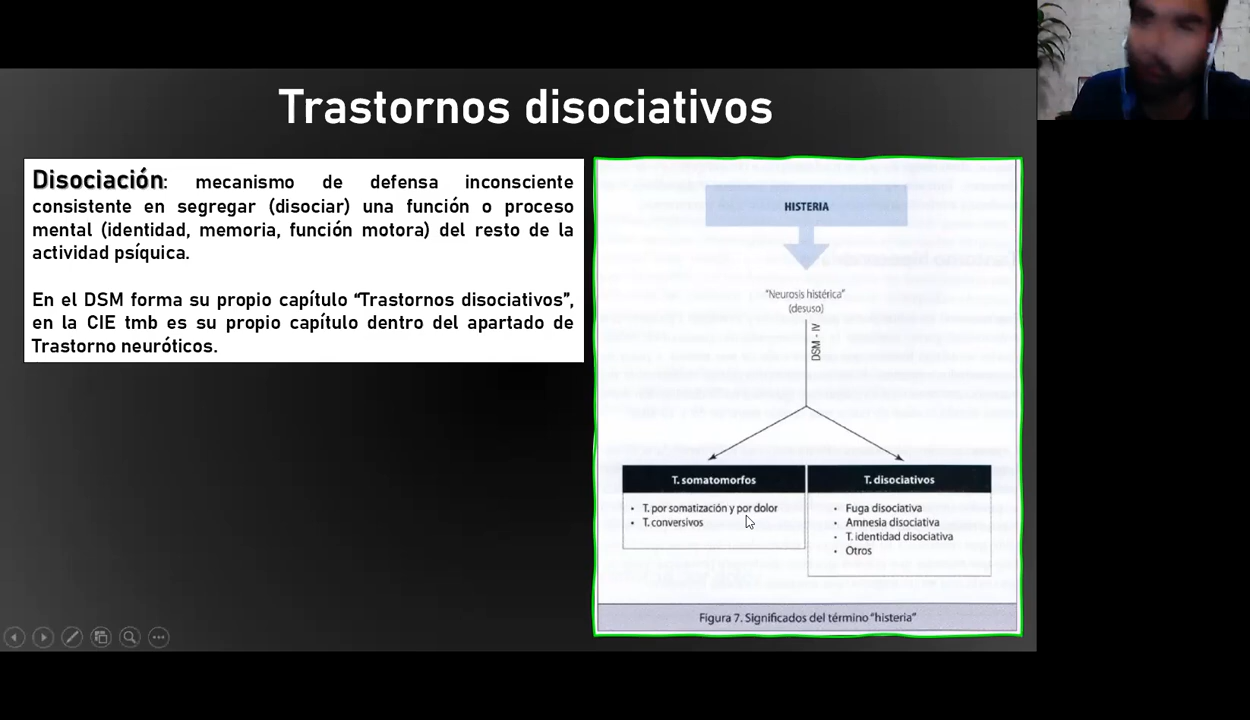 Trastornos disociativos
Disociación: mecanismo de defensa inconsciente
consistente en segregar (disociar) una función o proceso
mental (identidad, memoria, función motora) del resto de la
actividad psíquica.
En el DSM forma su propio capítulo “Trastornos disociativos”,
en la CIE tmb es su propio capítulo dentro del apartado de
Trastorno neuróticos.
HISTERIA
"Neurosis histérica"
(desuso)
DSM - IV
T. somatomorfos
• T. por somatización y por dolor
• T. conversivos
T. disociativos
• Fuga disociativa
• Amnesia disociativa
• T. identidad disociativa
• Otros
Figura 7. Significados del término "histeria"